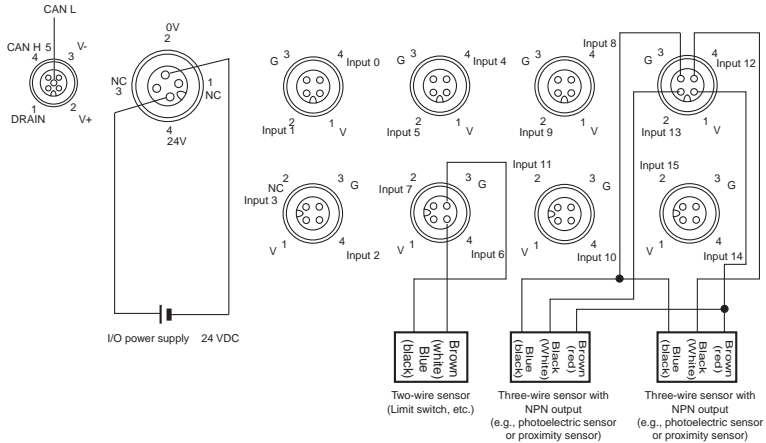 CAN L
CAN H 5 V-
4 3
1 2
DRAIN V+
0V
2
NC
3
1
NC
4
24V
I/O power supply 24 VDC
G 3 4 Input 0
2 1
Input 1 V
G 3 4 Input 4
2 1
Input 5 V
G 3 4
2 1
Input 9 V
Input 8
G 3 4 Input 12
2 1
Input 13 V
NC 2 3 G
Input 3
V 1 4
Input 2
2 3 G
Input 7
V 1 4
Input 6
Input 11
2 3 G
V 1 4
Input 10
Input 15
2 3 G
V 1 4
Input 14
Brown
(white)
Blue
(black)
Brown
(red)
Black
(White)
Blue
(black)
Brown
(red)
Black
(White)
Blue
(black)
Two-wire sensor
(Limit switch, etc.)
Three-wire sensor with
NPN output
(e.g., photoelectric sensor
or proximity sensor)
Three-wire sensor with
NPN output
(e.g., photoelectric sensor
or proximity sensor)